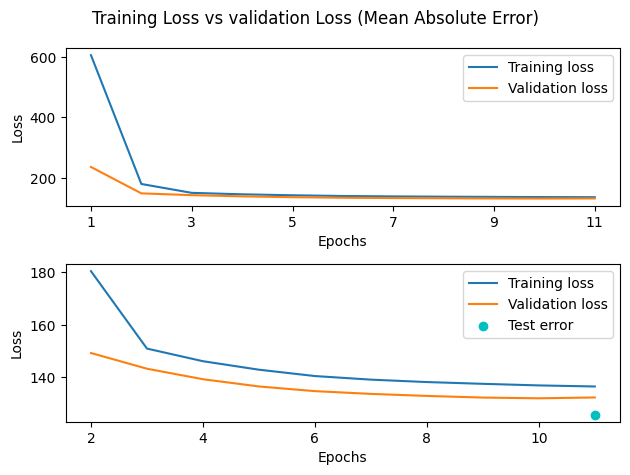 Training Loss vs validation Loss (Mean Absolute Error)
600
400
200
Loss
Training loss
Validation loss
1 3 5 7 9 11
Epochs
180
160
140
Loss
Training loss
Validation loss
Test error
2 4 6 8 10
Epochs